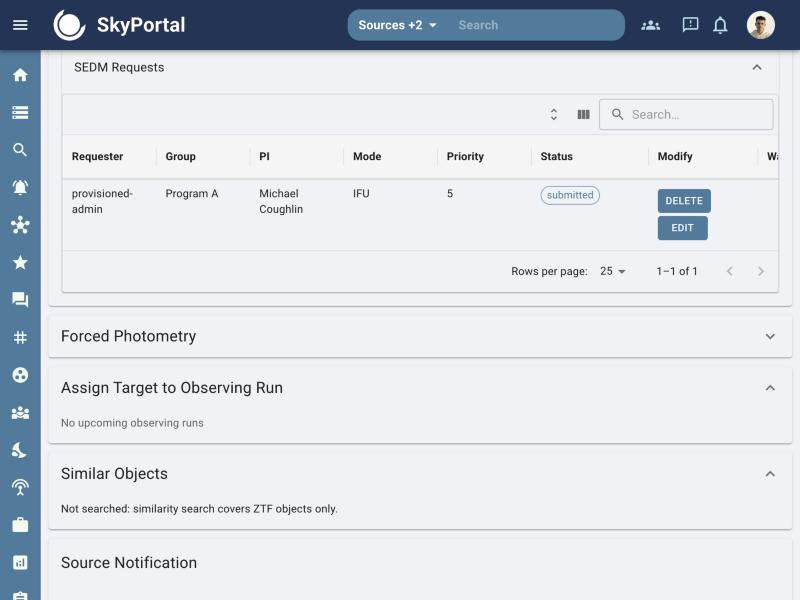 SkyPortal
Sources +2
Search
SEDM Requests
Search...
Requester Group PI Mode Priority Status Modify
provisioned-admin Program A Michael Coughlin IFU 5 submitted DELETE
EDIT
Rows per page: 25 1–1 of 1
Forced Photometry
Assign Target to Observing Run
No upcoming observing runs
Similar Objects
Not searched: similarity search covers ZTF objects only.
Source Notification